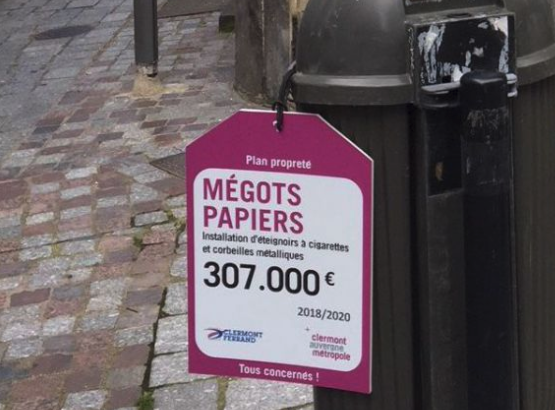 Plan propreté
MÉGOTS
PAPIERS
Installation d'éteignoirs à cigarettes
et corbeilles métalliques
307.000 €
2018/2020
CLERMONT
FERRAND
clermont
auvergne
métropole
Tous concernés !